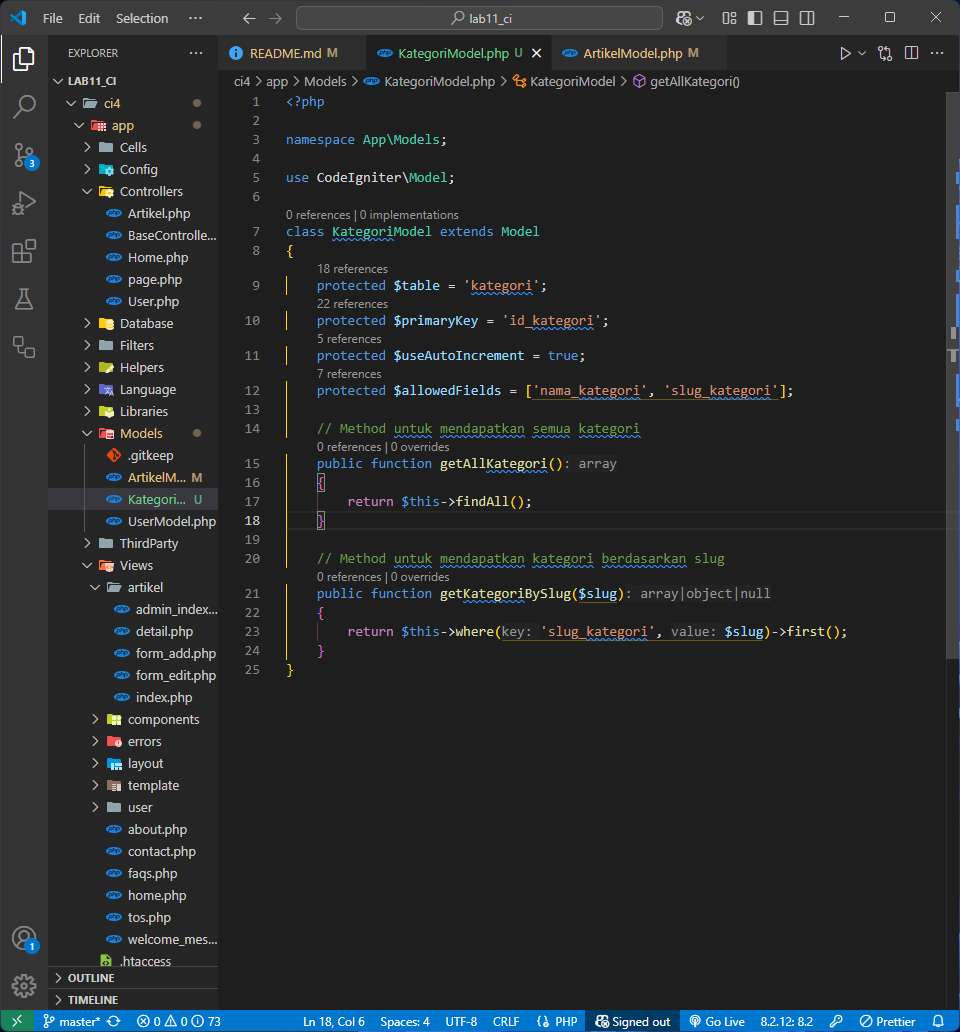 File Edit Selection ··· lab11_ci
EXPLORER ···
LAB11_CI
ci4
app
Cells
Config
Controllers
Artikel.php
BaseControlle...
Home.php
page.php
User.php
Database
Filters
Helpers
Language
Libraries
Models
.gitkeep
ArtikelM... M
Kategori... U
UserModel.php
ThirdParty
Views
artikel
admin_index...
detail.php
form_add.php
form_edit.php
index.php
components
errors
layout
template
user
about.php
contact.php
faqs.php
home.php
tos.php
welcome_mes...
.htaccess
OUTLINE
TIMELINE
3
1
README.md M KategoriModel.php U ArtikelModel.php M
ci4 > app > Models > KategoriModel.php > KategoriModel > getAllKategori()
1 <?php
2
3 namespace App\Models;
4
5 use CodeIgniter\Model;
6
0 references | 0 implementations
7 class KategoriModel extends Model
8 {
18 references
9 protected $table = 'kategori';
22 references
10 protected $primaryKey = 'id_kategori';
5 references
11 protected $useAutoIncrement = true;
7 references
12 protected $allowedFields = ['nama_kategori', 'slug_kategori'];
13
14 // Method untuk mendapatkan semua kategori
0 references | 0 overrides
15 public function getAllKategori(): array
16 {
17 return $this->findAll();
18 }
19
20 // Method untuk mendapatkan kategori berdasarkan slug
0 references | 0 overrides
21 public function getKategoriBySlug($slug): array|object|null
22 {
23 return $this->where(key: 'slug_kategori', value: $slug)->first();
24 }
25 }
master* 0 0 73 Ln 18, Col 6 Spaces: 4 UTF-8 CRLF PHP Signed out Go Live 8.2.12: 8.2 Prettier